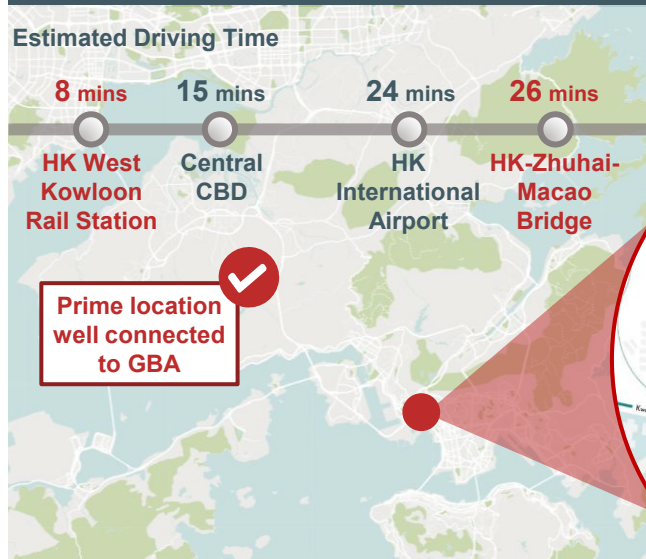 Estimated Driving Time
8 mins
15 mins
24 mins
26 mins
HK West
Kowloon
Rail Station
Central
CBD
HK
International
Airport
HK-Zhuhai-
Macao
Bridge
Prime location
well connected
to GBA